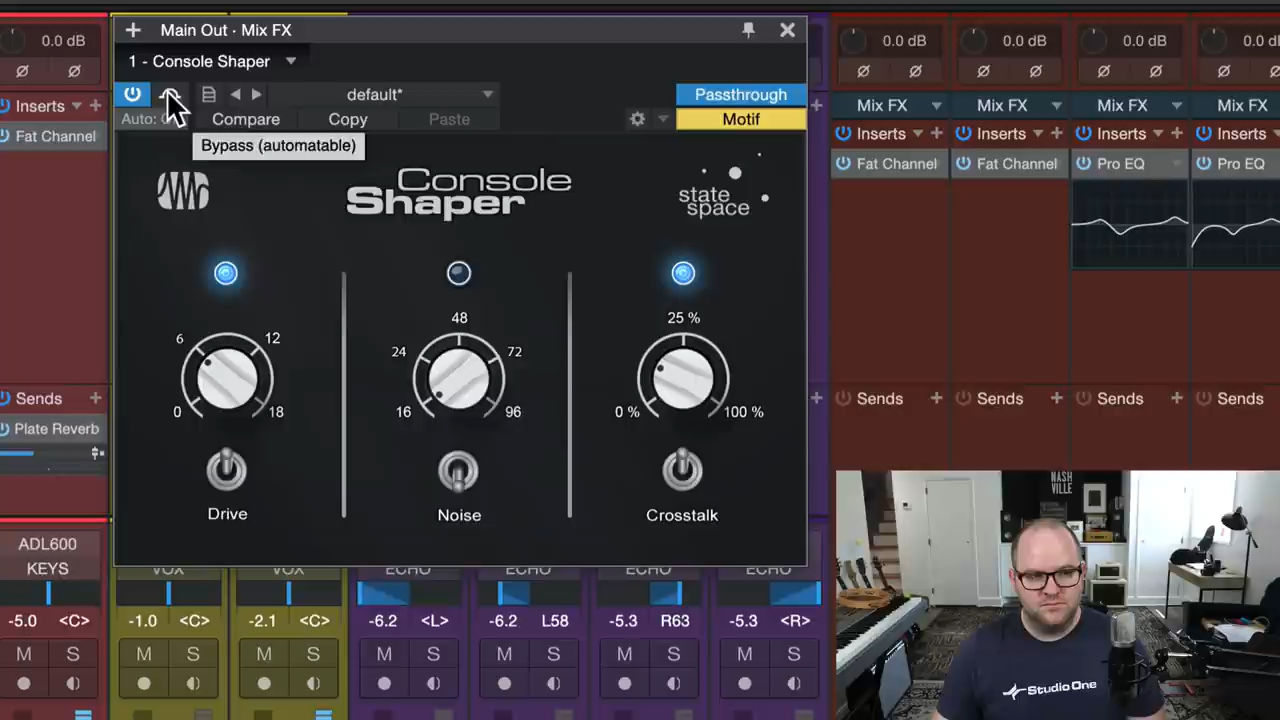 Main Out · Mix FX
1 - Console Shaper
default*
Passthrough
Auto:
Compare
Copy
Paste
Motif
Bypass (automatable)
Console
Shaper
state
space
6
12
0
18
Drive
48
24
72
16
96
Noise
25 %
0 %
100 %
Crosstalk
0.0 dB
Inserts
Fat Channel
Sends
Plate Reverb
ADL600
KEYS
VOX
VOX
ECHO
ECHO
ECHO
ECHO
-5.0 <C>
-1.0 <C>
-2.1 <C>
-6.2 <L>
-6.2 L58
-5.3 R63
-5.3 <R>
M S
M S
M S
M S
M S
M S
M S
0.0 dB
0.0 dB
0.0 dB
0.0 d
Mix FX
Mix FX
Mix FX
Mix FX
Inserts
Inserts
Inserts
Inserts
Fat Channel
Fat Channel
Pro EQ
Pro EQ
Sends
Sends
Sends
Sends
NASH
VILLE
Studio One